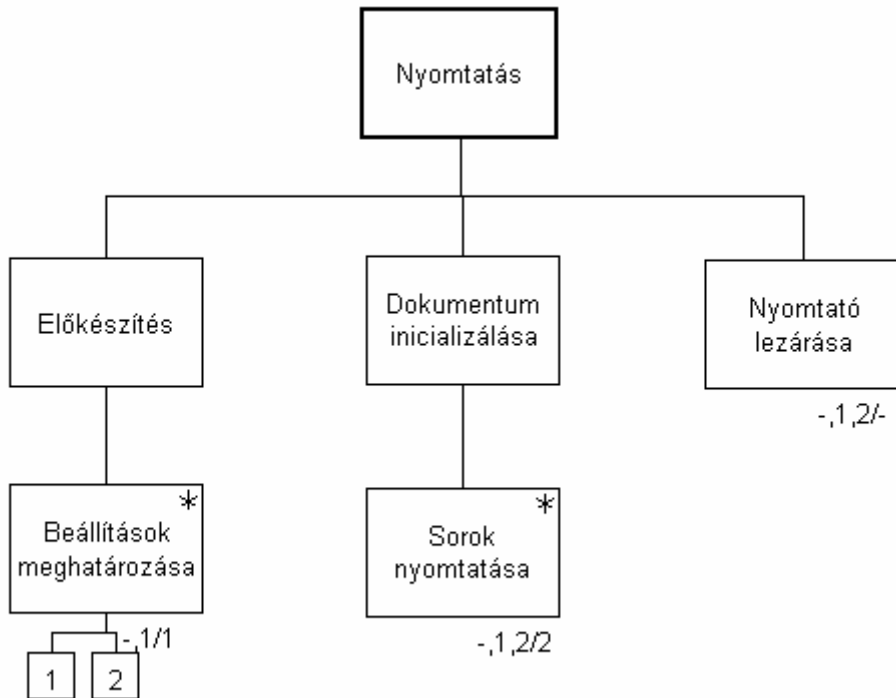 Nyomtatás
Előkészítés
Dokumentum
inicializálása
Nyomtató
lezárása
-,1,2/-
*
Beállítások
meghatározása
-,1/1
1
2
*
Sorok
nyomtatása
-,1,2/2